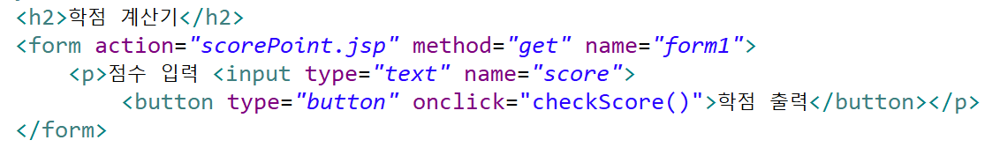 <h2>학점 계산기</h2>
<form action="scorePoint.jsp" method="get" name="form1">
<p>점수 입력 <input type="text" name="score">
<button type="button" onclick="checkScore()">학점 출력</button></p>
</form>